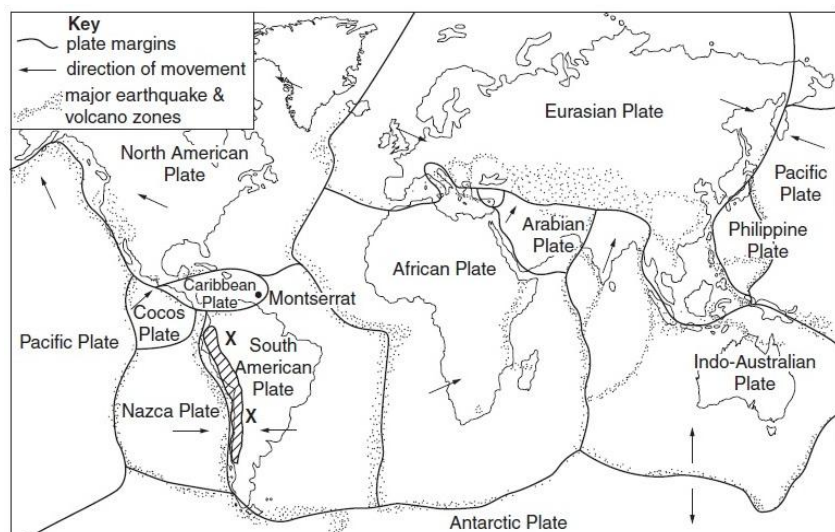 Key
plate margins
direction of movement
major earthquake &
volcano zones
North American
Plate
Eurasian Plate
Pacific
Plate
Philippine
Plate
Arabian
Plate
African Plate
Caribbean
Plate
Montserrat
Cocos
Plate
Pacific Plate
X
South
American
Plate
X
Nazca Plate
Indo-Australian
Plate
Antarctic Plate